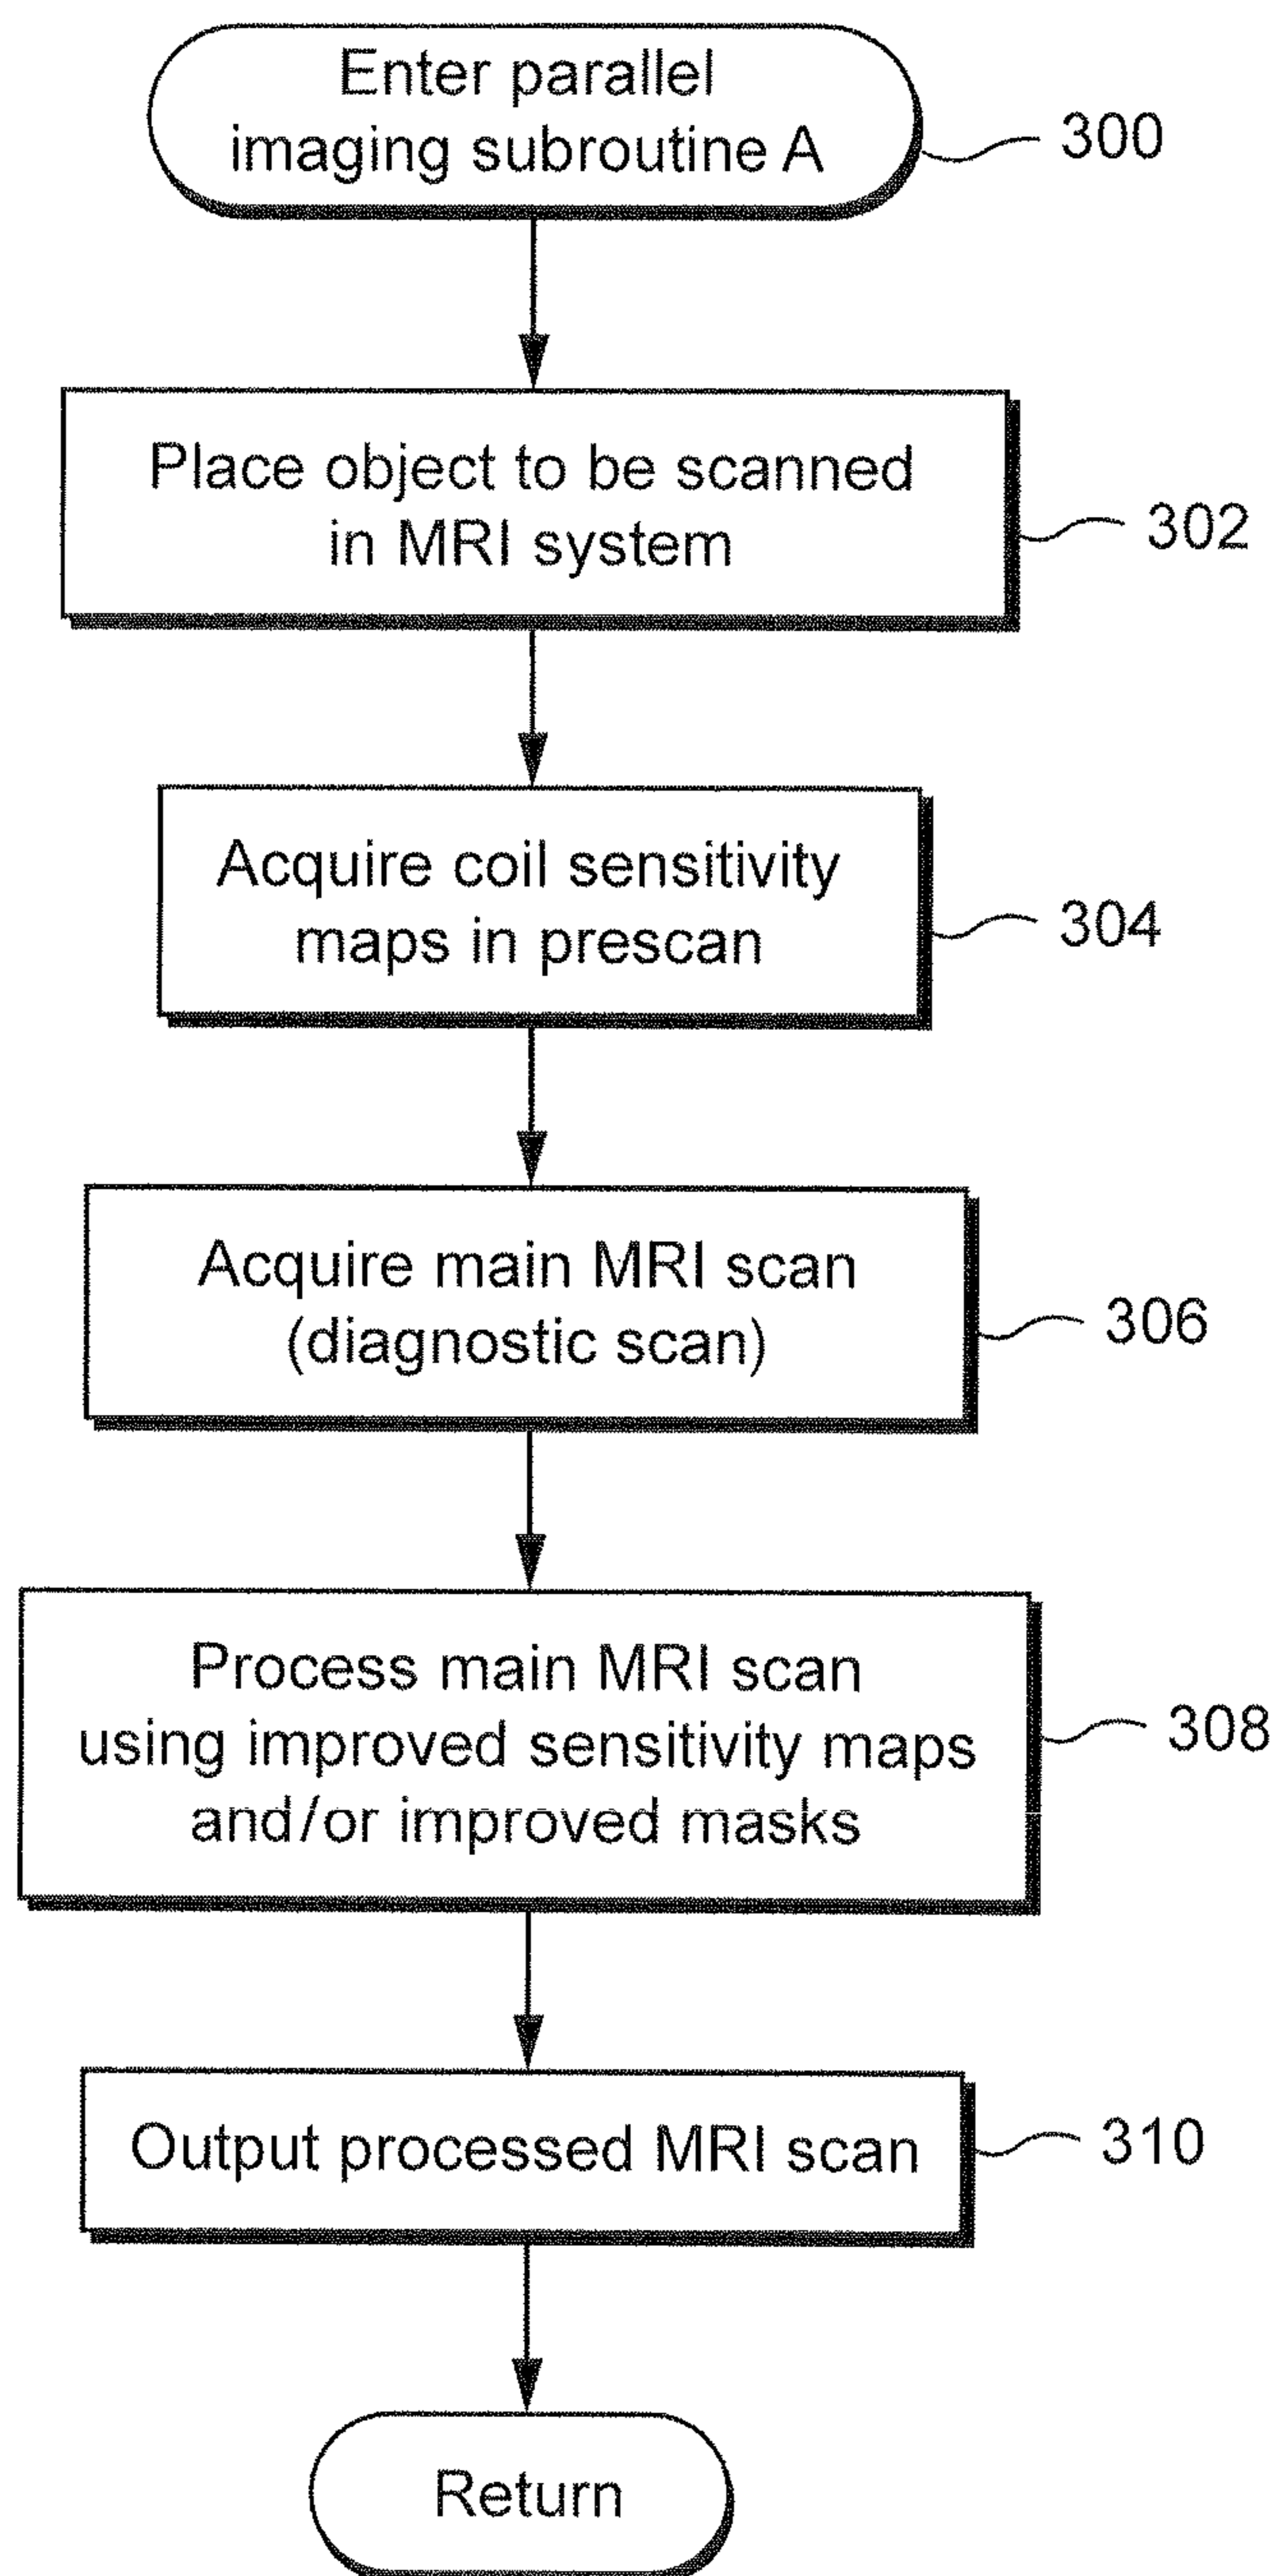 Enter parallel
imaging subroutine A
300
Place object to be scanned
in MRI system
302
Acquire coil sensitivity
maps in prescan
304
Acquire main MRI scan
(diagnostic scan)
306
Process main MRI scan
using improved sensitivity maps
and/or improved masks
308
Output processed MRI scan
310
Return